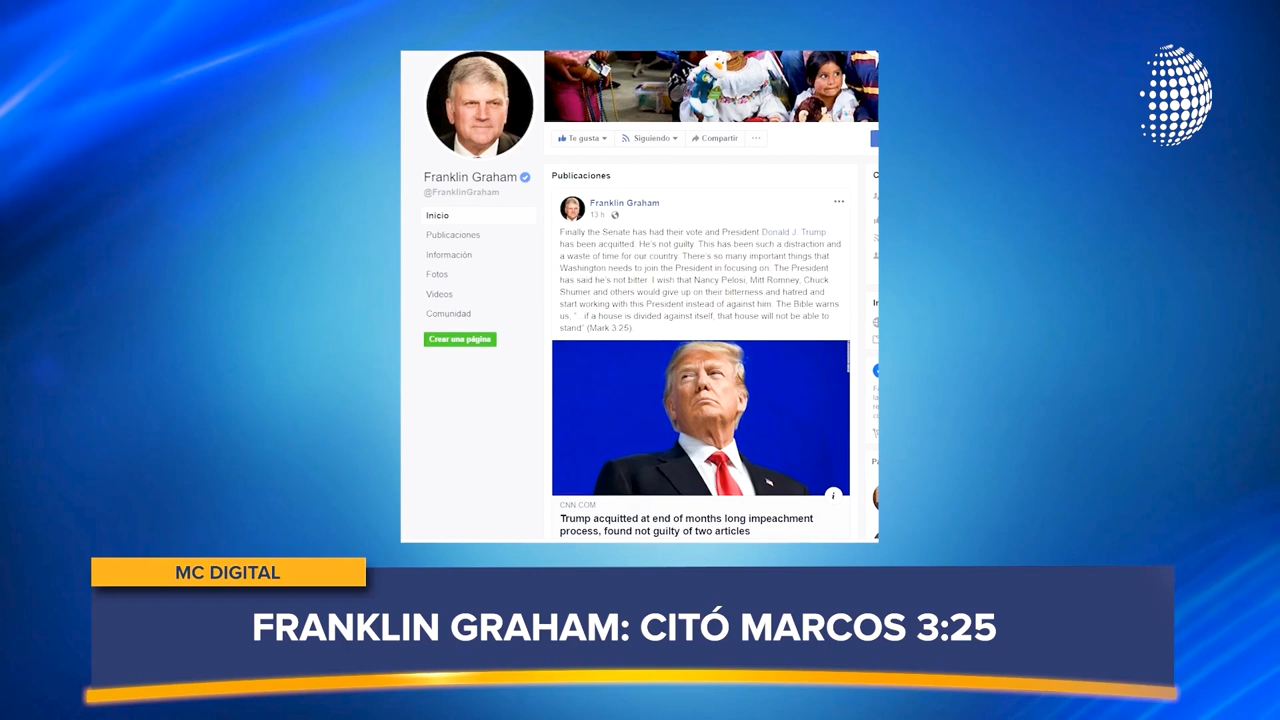 Te gusta
Siguiendo
Compartir
Franklin Graham
@FranklinGraham
Inicio
Publicaciones
Información
Fotos
Videos
Comunidad
Crear una página
Publicaciones
Franklin Graham
13 h
Finally the Senate has had their vote and President Donald J. Trump
has been acquitted. He's not guilty. This has been such a distraction and
a waste of time for our country. There's so many important things that
Washington needs to join the President in focusing on. The President
has said he's not bitter. I wish that Nancy Pelosi, Mitt Romney, Chuck
Shumer and others would give up on their bitterness and hatred and
start working with this President instead of against him. The Bible warns
us, "...if a house is divided against itself, that house will not be able to
stand" (Mark 3:25).
CNN.COM
Trump acquitted at end of months long impeachment
process, found not guilty of two articles
MC DIGITAL
FRANKLIN GRAHAM: CITÓ MARCOS 3:25